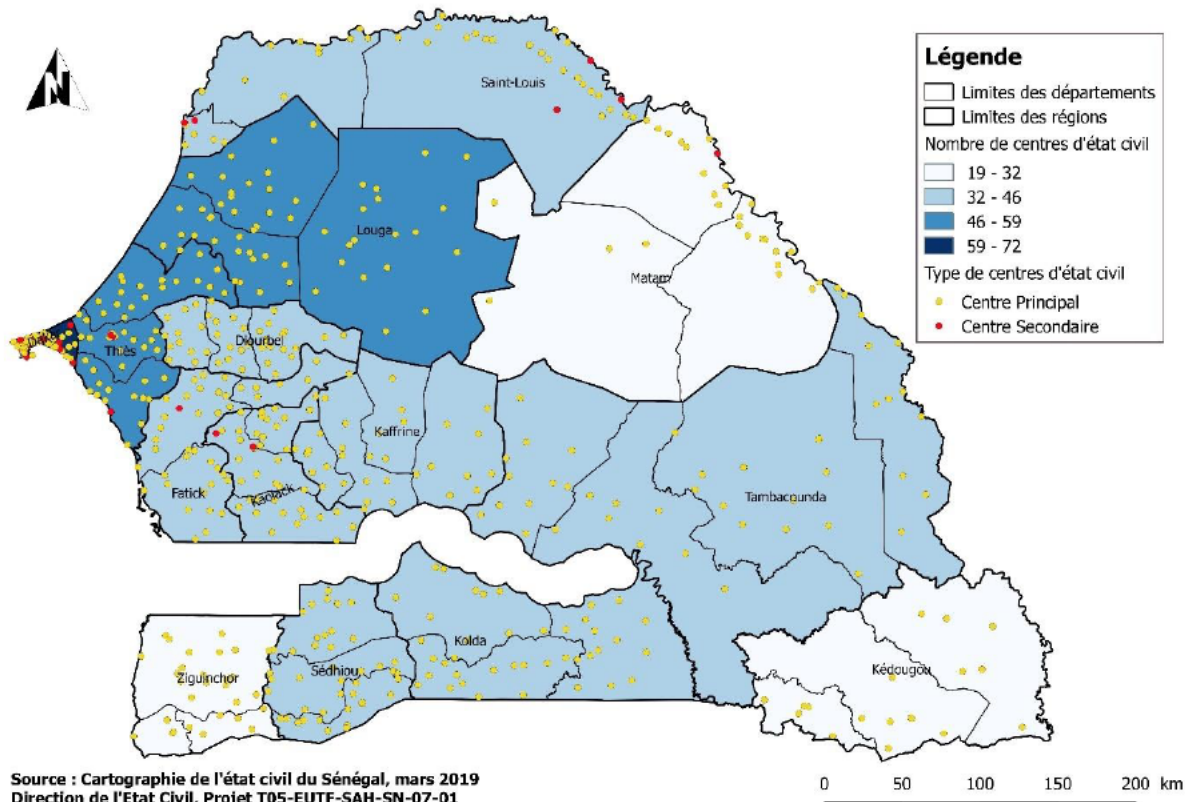 N
Légende
Limites des départements
Limites des régions
Nombre de centres d'état civil
19 - 32
32 - 46
46 - 59
59 - 72
Type de centres d'état civil
Centre Principal
Centre Secondaire
Saint-Louis
Louga
Matam
Thiès
Diourbel
Kaffrine
Fatick
Kaolack
Tambacounda
Kolda
Sédhiou
Ziguinchor
Kédougou
Source : Cartographie de l'état civil du Sénégal, mars 2019
Direction de l'Etat Civil, Projet T05-EUTF-SAH-SN-07-01
0 50 100 150 200 km